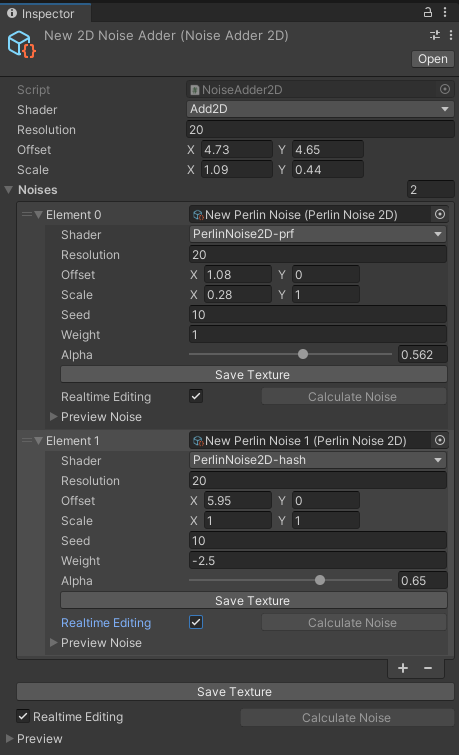 Inspector
New 2D Noise Adder (Noise Adder 2D)
Open
Script NoiseAdder2D
Shader Add2D
Resolution 20
Offset X 4.73 Y 4.65
Scale X 1.09 Y 0.44
Noises 2
Element 0 New Perlin Noise (Perlin Noise 2D)
Shader PerlinNoise2D-prf
Resolution 20
Offset X 1.08 Y 0
Scale X 0.28 Y 1
Seed 10
Weight 1
Alpha 0.562
Save Texture
Realtime Editing Calculate Noise
Preview Noise
Element 1 New Perlin Noise 1 (Perlin Noise 2D)
Shader PerlinNoise2D-hash
Resolution 20
Offset X 5.95 Y 0
Scale X 1 Y 1
Seed 10
Weight -2.5
Alpha 0.65
Save Texture
Realtime Editing Calculate Noise
Preview Noise
+ −
Save Texture
Realtime Editing Calculate Noise
Preview